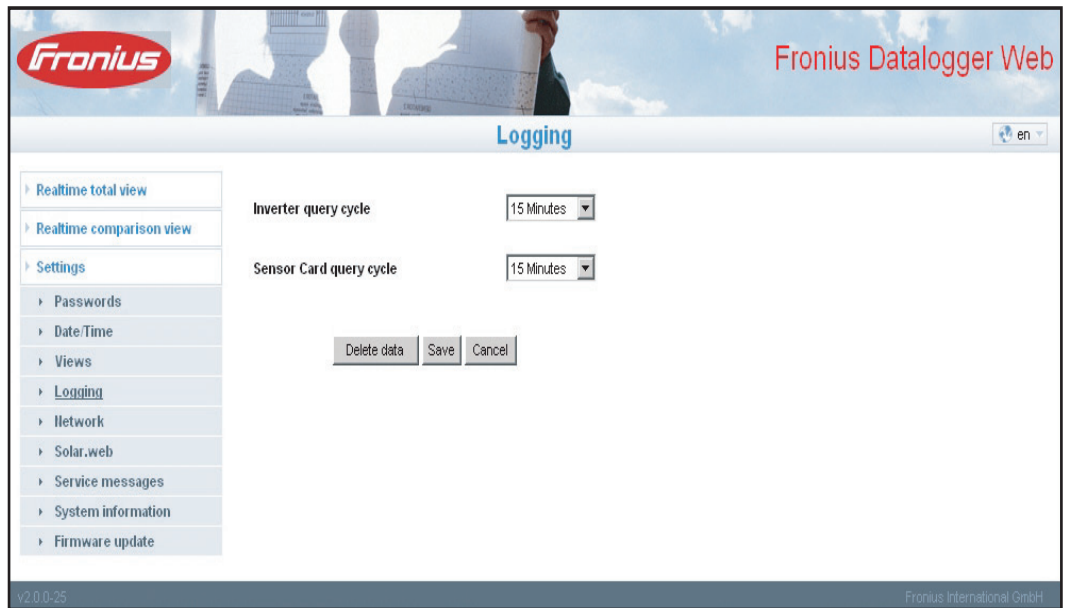 Fronius
Fronius Datalogger Web
Logging
en
Realtime total view
Realtime comparison view
Settings
Passwords
Date/Time
Views
Logging
Network
Solar.web
Service messages
System information
Firmware update
Inverter query cycle
15 Minutes
Sensor Card query cycle
15 Minutes
Delete data
Save
Cancel
v2.0.0-25
Fronius International GmbH